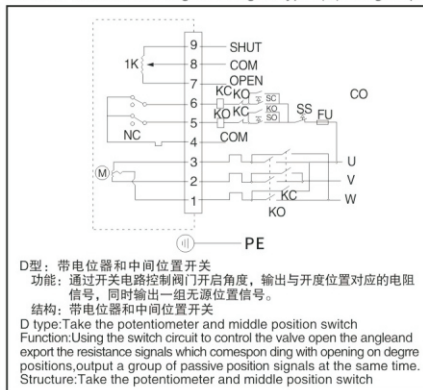 9 SHUT
1K 8 COM
7 OPEN
KC KO SC CO
6
KO KC KO SO SS FU
5
NC 4 COM
M 3 U
2 V
1 KC W
KO
PE
D型：带电位器和中间位置开关
功能：通过开关电路控制阀门开启角度，输出与开度位置对应的电阻
信号，同时输出一组无源位置信号。
结构：带电位器和中间位置开关
D type:Take the potentiometer and middle position switch
Function:Using the switch circuit to control the valve open the angleand
export the resistance signals which comespon ding with opening on degrre
positions,output a group of passive position signals at the same time.
Structure:Take the potentiometer and middle position switch